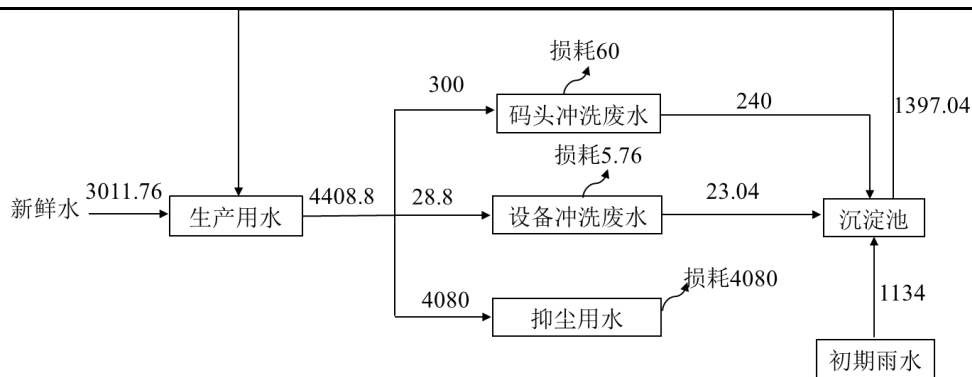 损耗60
300
码头冲洗废水
240
1397.04
损耗5.76
新鲜水
3011.76
生产用水
4408.8
28.8
设备冲洗废水
23.04
沉淀池
4080
抑尘用水
损耗4080
1134
初期雨水